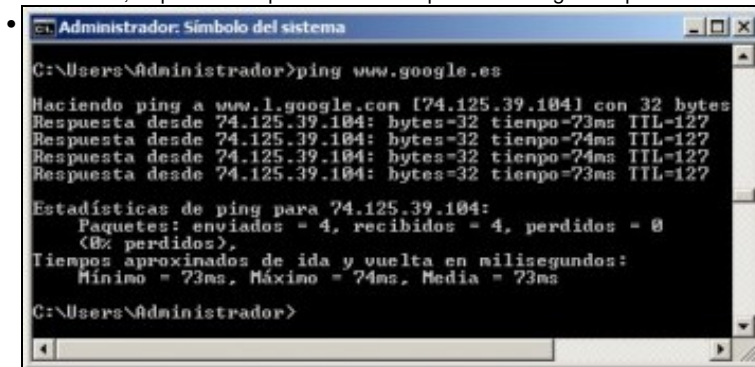 Administrador: Símbolo del sistema
C:\Users\Administrador>ping www.google.es
Haciendo ping a www.l.google.com [74.125.39.104] con 32 bytes
Respuesta desde 74.125.39.104: bytes=32 tiempo=73ms TTL=127
Respuesta desde 74.125.39.104: bytes=32 tiempo=74ms TTL=127
Respuesta desde 74.125.39.104: bytes=32 tiempo=74ms TTL=127
Respuesta desde 74.125.39.104: bytes=32 tiempo=73ms TTL=127
Estadísticas de ping para 74.125.39.104:
Paquetes: enviados = 4, recibidos = 4, perdidos = 0
(0% perdidos),
Tiempos aproximados de ida y vuelta en milisegundos:
Mínimo = 73ms, Máximo = 74ms, Media = 73ms
C:\Users\Administrador>